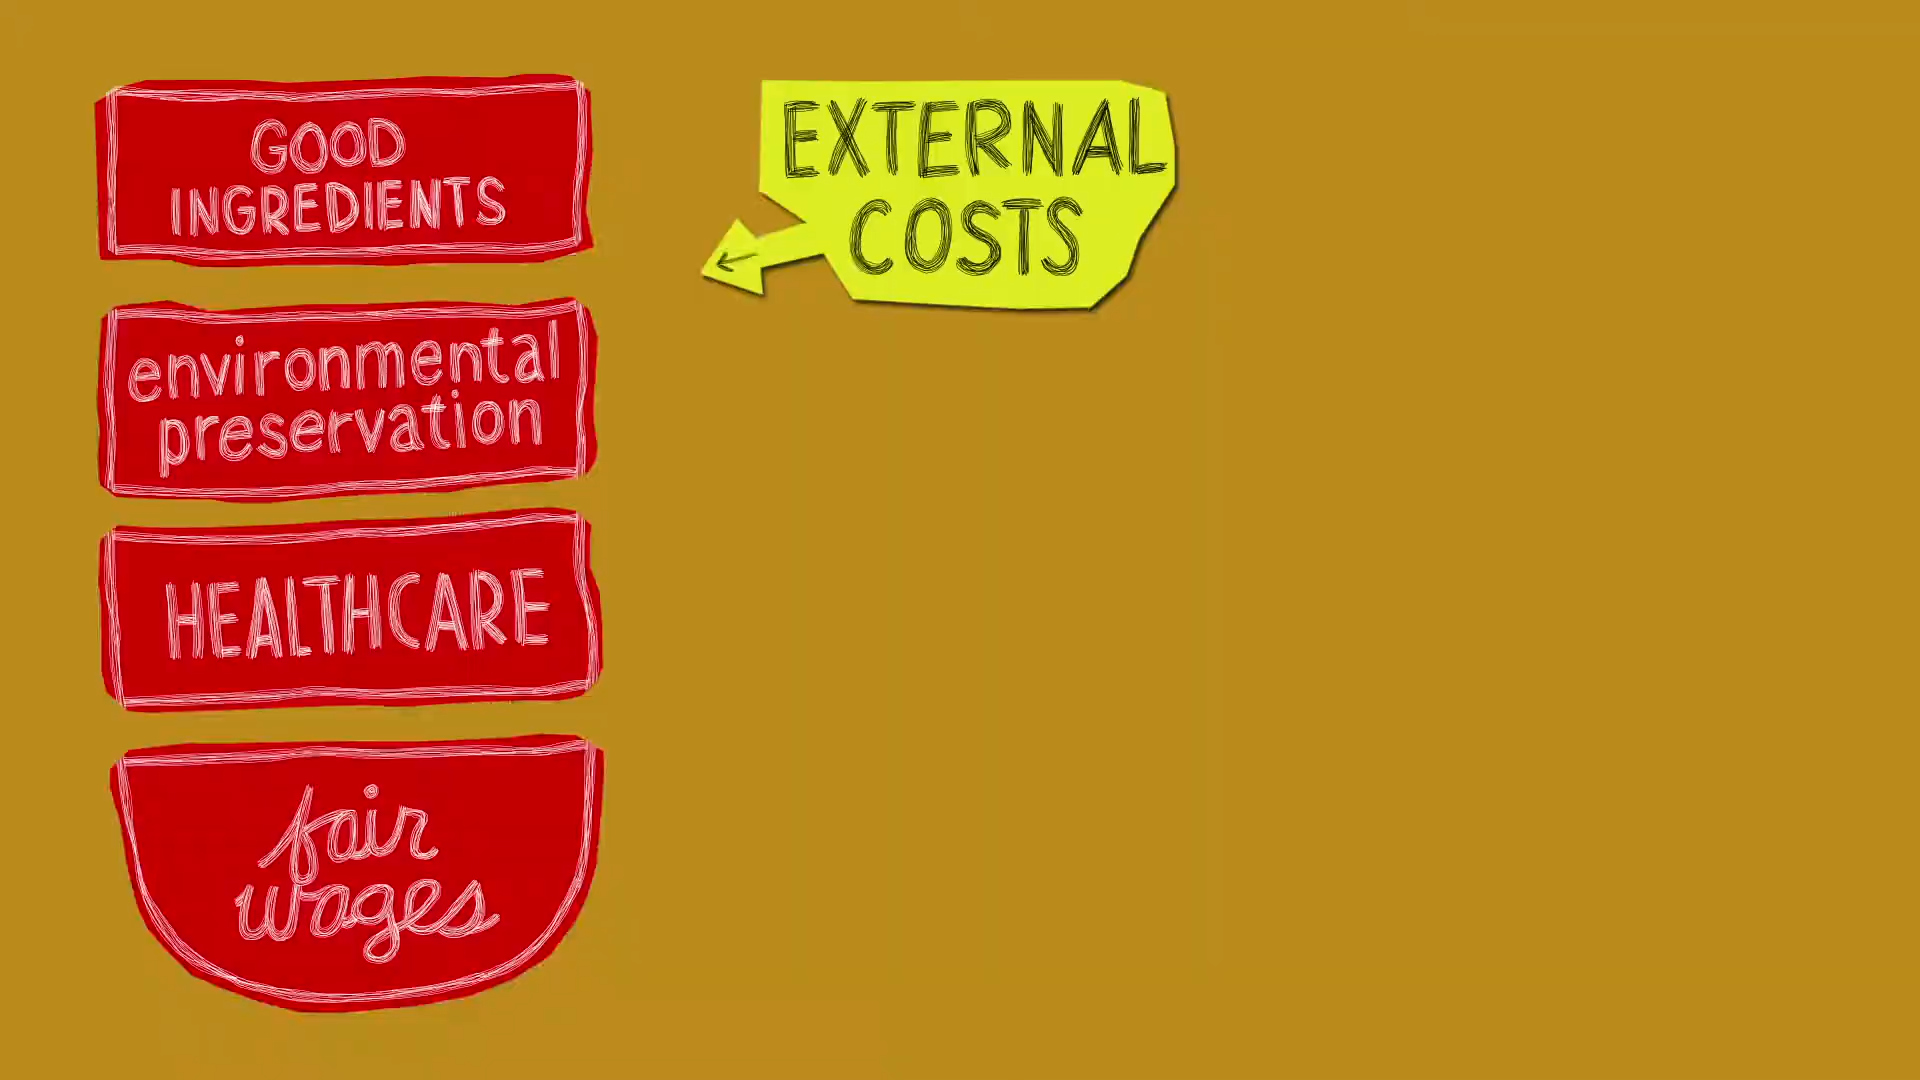 GOOD
INGREDIENTS
environmental
preservation
HEALTHCARE
fair
wages
EXTERNAL
COSTS